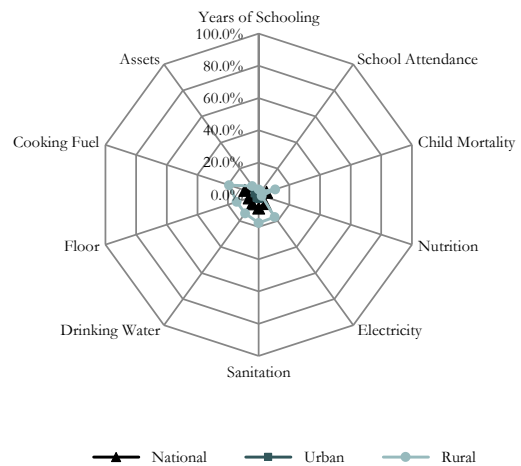 Years of Schooling
100.0%
80.0%
60.0%
40.0%
20.0%
0.0%
School Attendance
Child Mortality
Nutrition
Electricity
Sanitation
Drinking Water
Floor
Cooking Fuel
Assets
National Urban Rural